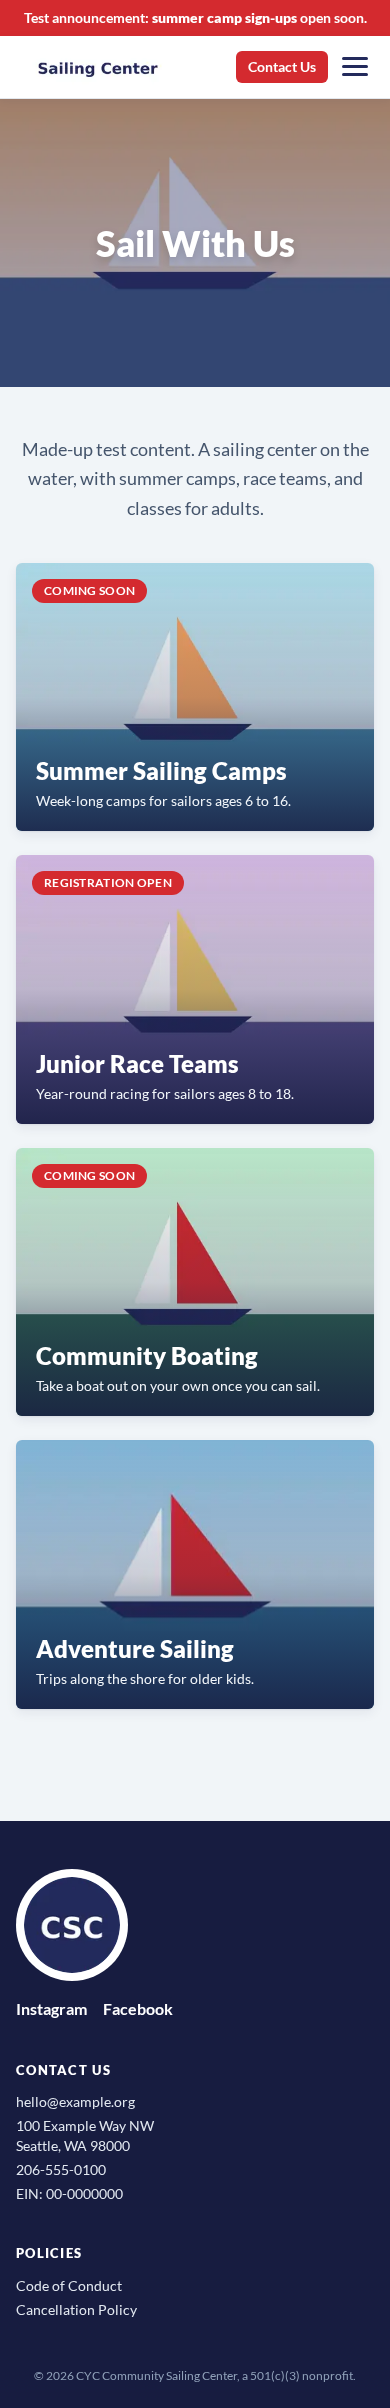 Test announcement: summer camp sign-ups open soon.
Sailing Center
Contact Us
Sail With Us
Made-up test content. A sailing center on the
water, with summer camps, race teams, and
classes for adults.
COMING SOON
Summer Sailing Camps
Week-long camps for sailors ages 6 to 16.
REGISTRATION OPEN
Junior Race Teams
Year-round racing for sailors ages 8 to 18.
COMING SOON
Community Boating
Take a boat out on your own once you can sail.
Adventure Sailing
Trips along the shore for older kids.
CSC
Instagram Facebook
CONTACT US
hello@example.org
100 Example Way NW
Seattle, WA 98000
206-555-0100
EIN: 00-0000000
POLICIES
Code of Conduct
Cancellation Policy
© 2026 CYC Community Sailing Center, a 501(c)(3) nonprofit.